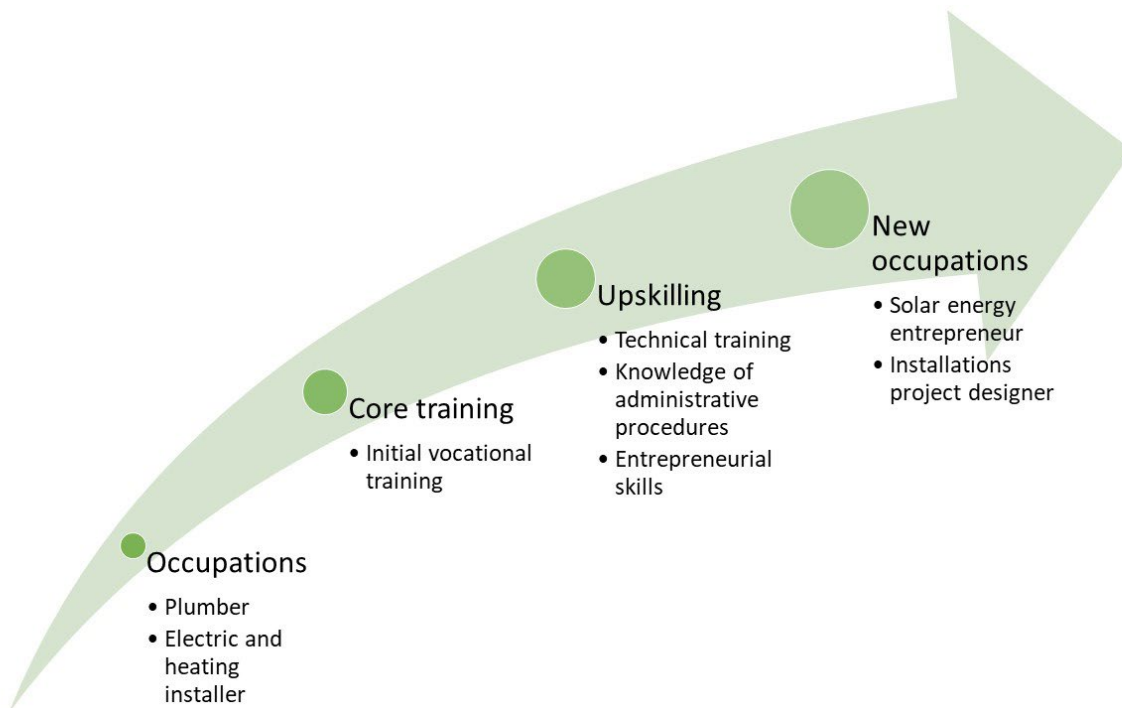 Occupations
• Plumber
• Electric and
heating
installer
Core training
• Initial vocational
training
Upskilling
• Technical training
• Knowledge of
administrative
procedures
• Entrepreneurial
skills
New
occupations
• Solar energy
entrepreneur
• Installations
project designer